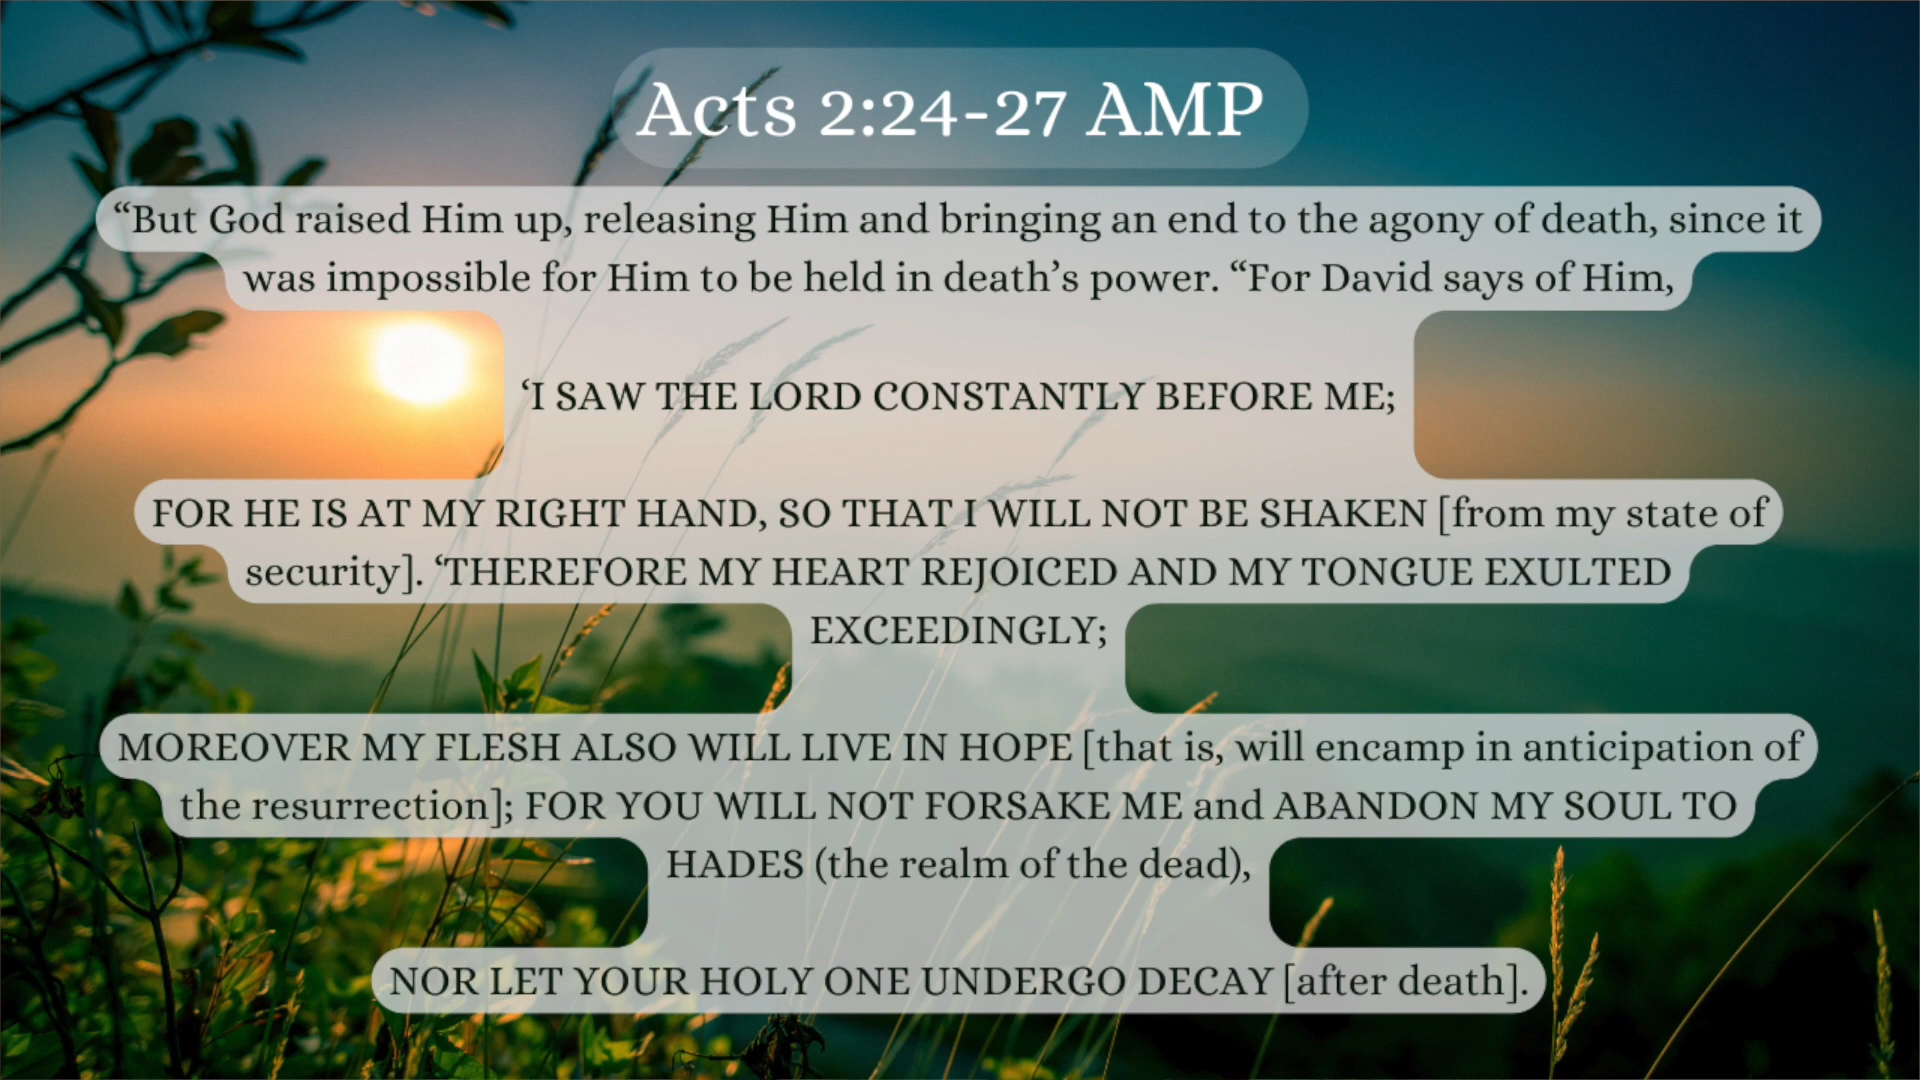 Acts 2:24-27 AMP
“But God raised Him up, releasing Him and bringing an end to the agony of death, since it
was impossible for Him to be held in death’s power. “For David says of Him,
‘I SAW THE LORD CONSTANTLY BEFORE ME;
FOR HE IS AT MY RIGHT HAND, SO THAT I WILL NOT BE SHAKEN [from my state of
security]. ‘THEREFORE MY HEART REJOICED AND MY TONGUE EXULTED
EXCEEDINGLY;
MOREOVER MY FLESH ALSO WILL LIVE IN HOPE [that is, will encamp in anticipation of
the resurrection]; FOR YOU WILL NOT FORSAKE ME and ABANDON MY SOUL TO
HADES (the realm of the dead),
NOR LET YOUR HOLY ONE UNDERGO DECAY [after death].